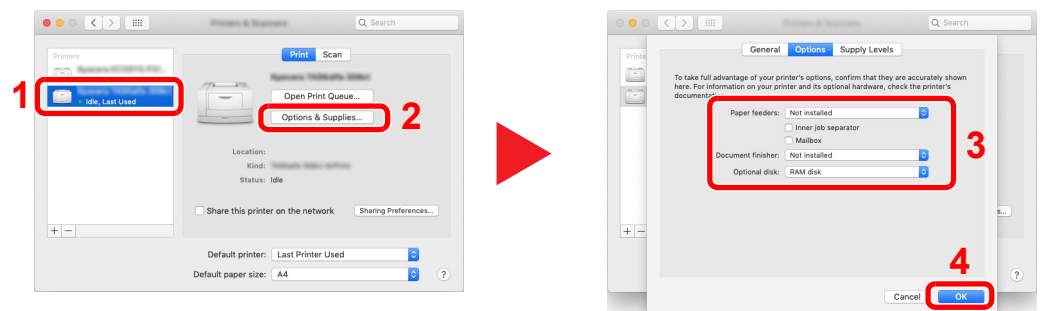 Search
Printers
Print Scan
1
Idle, Last Used
Open Print Queue...
Options & Supplies...
2
Location:
Kind:
Status: Idle
Share this printer on the network Sharing Preferences...
+ −
Default printer: Last Printer Used
Default paper size: A4
?
Search
General Options Supply Levels
To take full advantage of your printer's options, confirm that they are accurately shown
here. For information on your printer and its optional hardware, check the printer's
Paper feeders: Not installed
Inner job separator
Mailbox
Document finisher: Not installed
Optional disk: RAM disk
3
+ −
4
?
Cancel OK